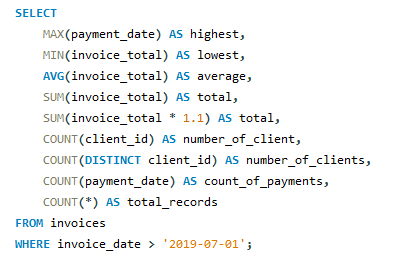 SELECT
MAX(payment_date) AS highest,
MIN(invoice_total) AS lowest,
AVG(invoice_total) AS average,
SUM(invoice_total) AS total,
SUM(invoice_total * 1.1) AS total,
COUNT(client_id) AS number_of_client,
COUNT(DISTINCT client_id) AS number_of_clients,
COUNT(payment_date) AS count_of_payments,
COUNT(*) AS total_records
FROM invoices
WHERE invoice_date > '2019-07-01';